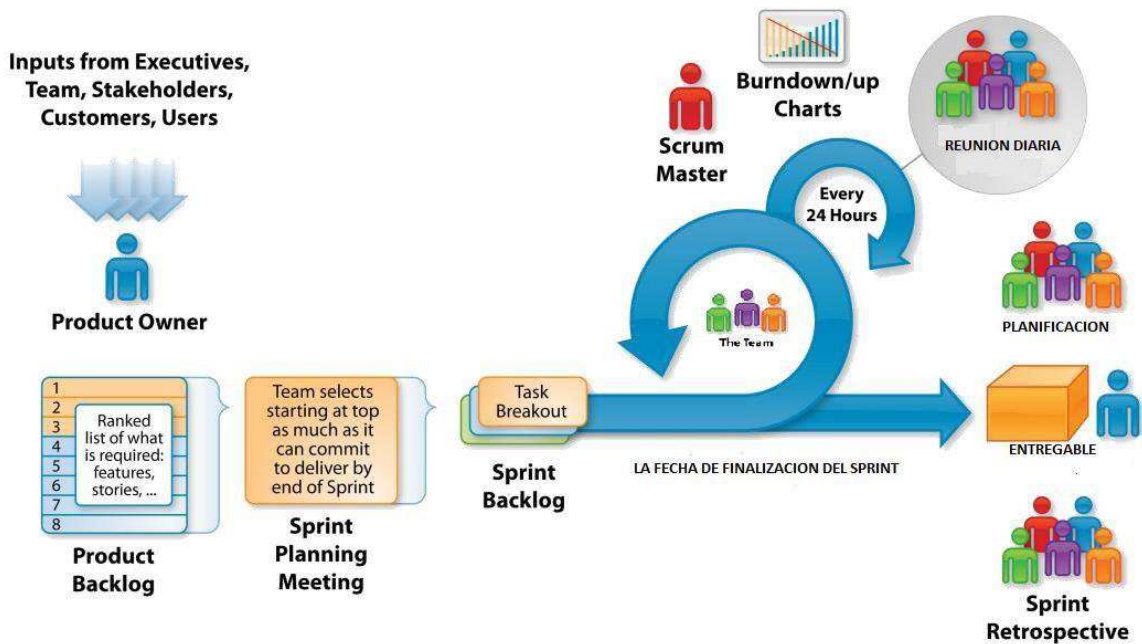 Inputs from Executives,
Team, Stakeholders,
Customers, Users
Product Owner
1
2
3
4
5
6
7
8
Ranked
list of what
is required:
features,
stories, ...
Product
Backlog
Team selects
starting at top
as much as it
can commit
to deliver by
end of Sprint
Sprint
Planning
Meeting
Task
Breakout
Sprint
Backlog
Scrum
Master
Burndown/up
Charts
Every
24 Hours
REUNION DIARIA
The Team
LA FECHA DE FINALIZACION DEL SPRINT
PLANIFICACION
ENTREGABLE
Sprint
Retrospective